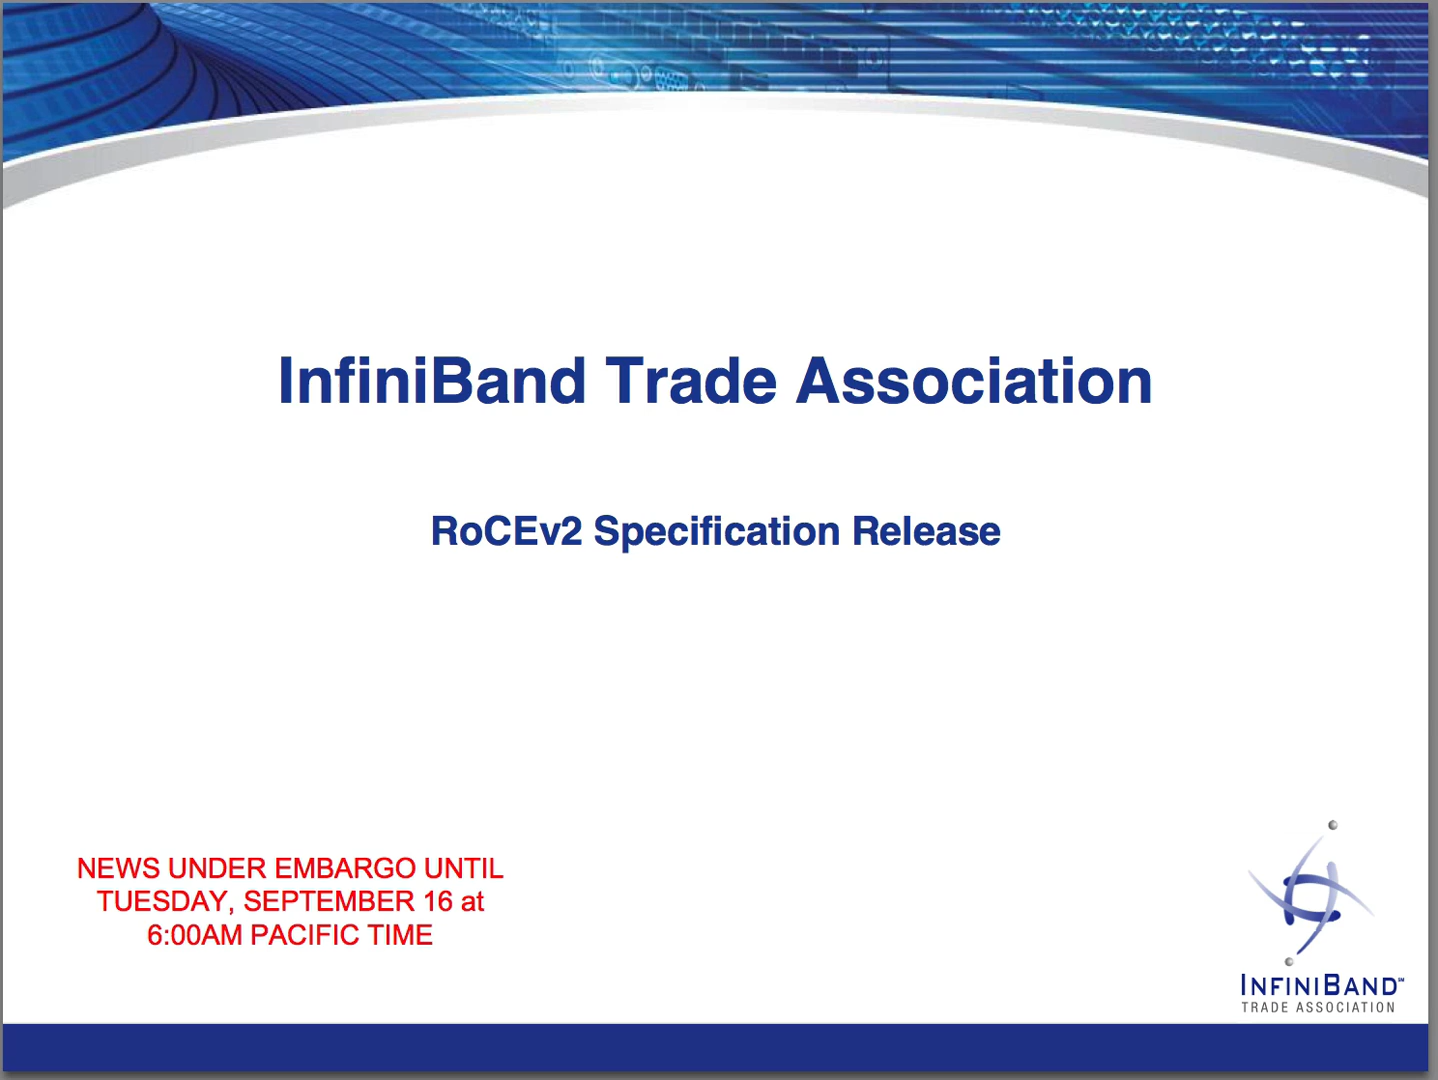 InfiniBand Trade Association
RoCEv2 Specification Release
NEWS UNDER EMBARGO UNTIL
TUESDAY, SEPTEMBER 16 at
6:00AM PACIFIC TIME
INFINIBAND℠
TRADE ASSOCIATION